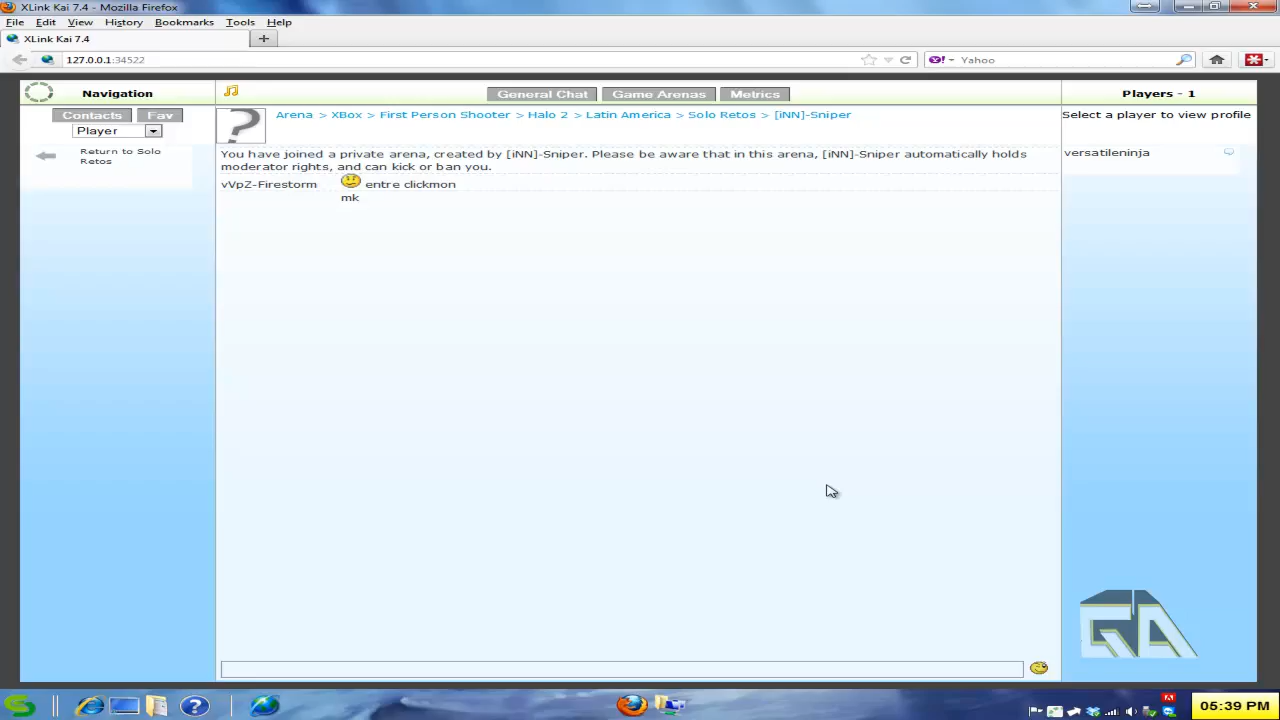 XLink Kai 7.4 - Mozilla Firefox
File Edit View History Bookmarks Tools Help
XLink Kai 7.4
127.0.0.1:34522
Yahoo
Navigation
General Chat Game Arenas Metrics
Players - 1
Contacts Fav
Player
Return to Solo
Retos
Arena > XBox > First Person Shooter > Halo 2 > Latin America > Solo Retos > [iNN]-Sniper
Select a player to view profile
You have joined a private arena, created by [iNN]-Sniper. Please be aware that in this arena, [iNN]-Sniper automatically holds
moderator rights, and can kick or ban you.
versatileninja
vVpZ-Firestorm entre clickmon
mk
GA
05:39 PM